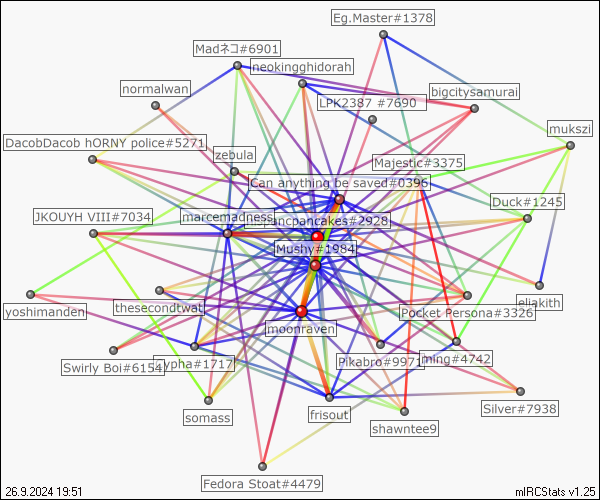 Eg.Master#1378
Madネコ#6901
neokingghidorah
normalwan
bigcitysamurai
LPK2387 #7690
mukszi
DacobDacob hORNY police#5271
zebula
Majestic#3375
Can anything be saved#0396
Duck#1245
JKOUYH VIII#7034
marcemadness
pancpancakes#2928
Mushy#1984
eljakith
yoshimanden
thesecondtwat
Pocket Persona#3326
moonraven
Swirly Boi#6154
ypha#1717
Pikabro#9971
ming#4742
somass
frisout
shawntee9
Silver#7938
Fedora Stoat#4479
26.9.2024 19:51
mIRCStats v1.25